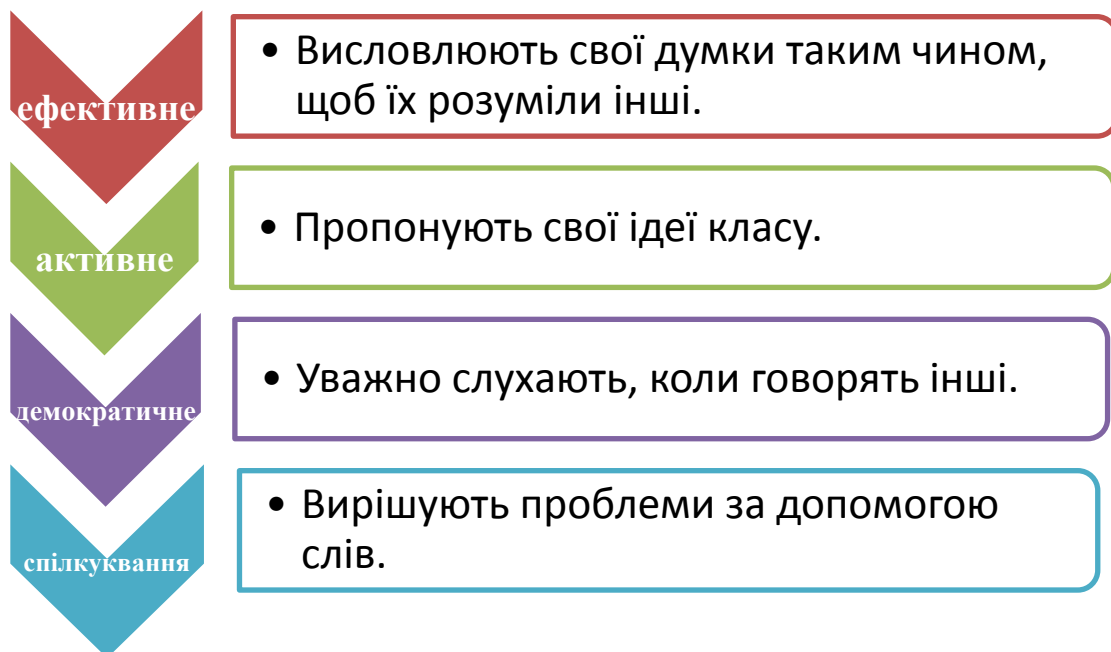 ефективне
• Висловлюють свої думки таким чином,
щоб їх розуміли інші.
активне
• Пропонують свої ідеї класу.
демократичне
• Уважно слухають, коли говорять інші.
спілкуквання
• Вирішують проблеми за допомогою
слів.